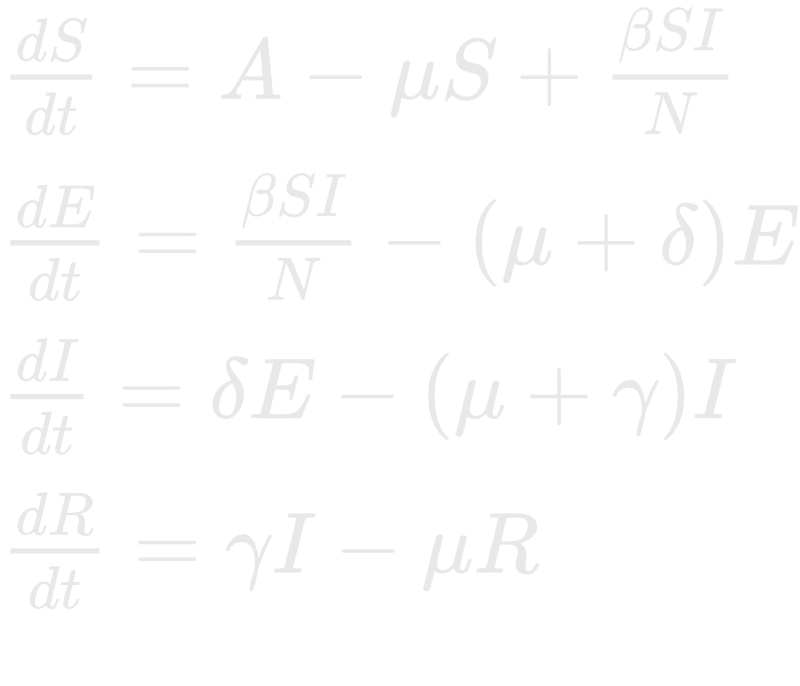 dS/dt = A − μS + βSI/N
dE/dt = βSI/N − (μ + δ)E
dI/dt = δE − (μ + γ)I
dR/dt = γI − μR